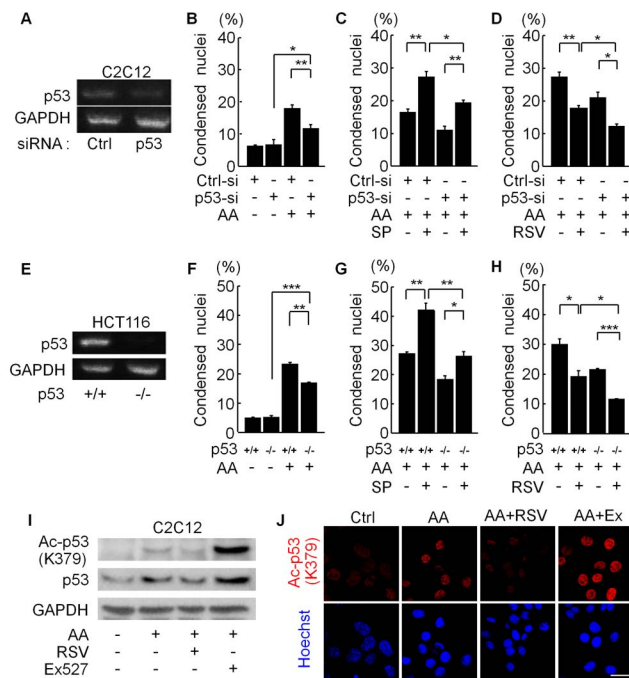 A
C2C12
p53
GAPDH
siRNA : Ctrl p53
B
(%)
Condensed nuclei
40
30
20
10
0
*
**
Ctrl-si + - + -
p53-si - + - +
AA - - + +
C
(%)
Condensed nuclei
40
30
20
10
0
** *
**
Ctrl-si + + - -
p53-si - - + +
AA + + + +
SP - + - +
D
(%)
Condensed nuclei
40
30
20
10
0
** *
*
Ctrl-si + + - -
p53-si - - + +
AA + + + +
RSV - + - +
E
HCT116
p53
GAPDH
p53 +/+ -/-
F
(%)
Condensed nuclei
50
40
30
20
10
0
***
**
p53 +/+ -/- +/+ -/-
AA - - + +
G
(%)
Condensed nuclei
50
40
30
20
10
0
** **
*
p53 +/+ +/+ -/- -/-
AA + + + +
SP - + - +
H
(%)
Condensed nuclei
50
40
30
20
10
0
* *
***
p53 +/+ +/+ -/- -/-
AA + + + +
RSV - + - +
I
C2C12
Ac-p53
(K379)
p53
GAPDH
AA - + + +
RSV - - + -
Ex527 - - - +
J
Ctrl AA AA+RSV AA+Ex
Ac-p53
(K379)
Hoechst